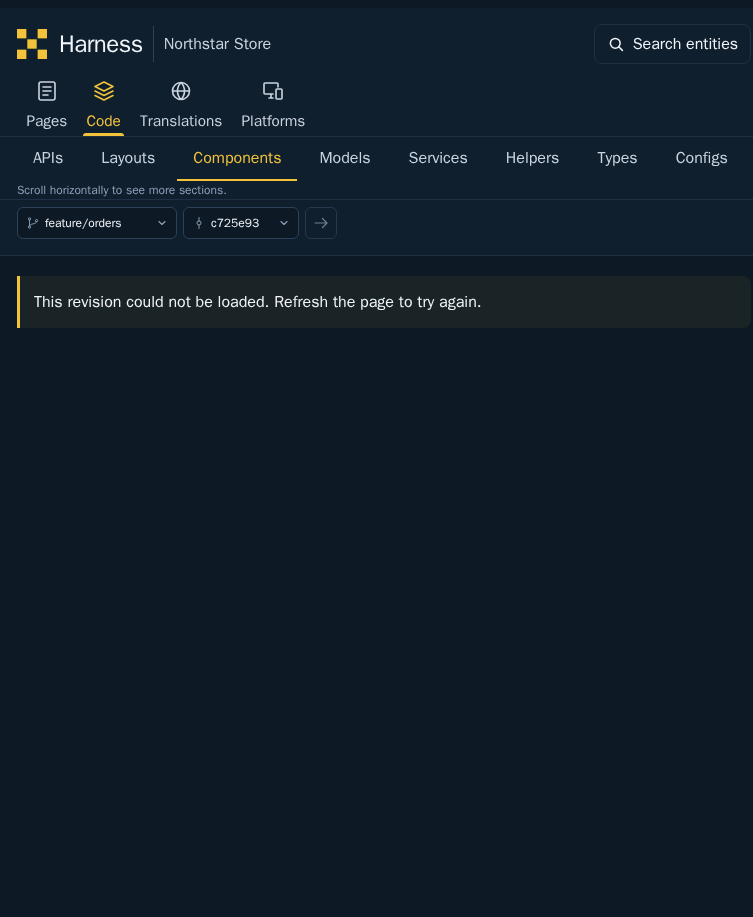 Harness
Northstar Store
Search entities
Pages
Code
Translations
Platforms
APIs
Layouts
Components
Models
Services
Helpers
Types
Configs
Scroll horizontally to see more sections.
feature/orders
c725e93
This revision could not be loaded. Refresh the page to try again.